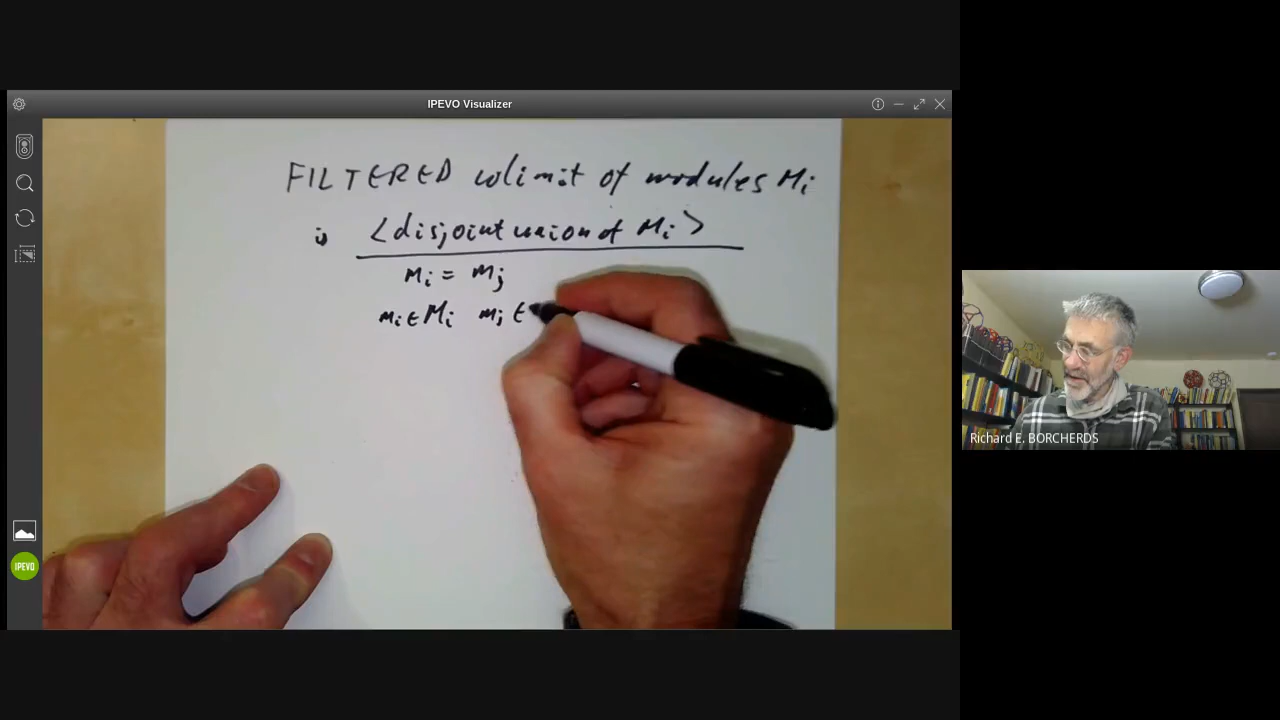 IPEVO Visualizer
FILTERED colimit of modules Mi
is <disjoint union of Mi>
mi = mj
mi ∈ Mi mj ∈
IPEVO
Richard E. BORCHERDS